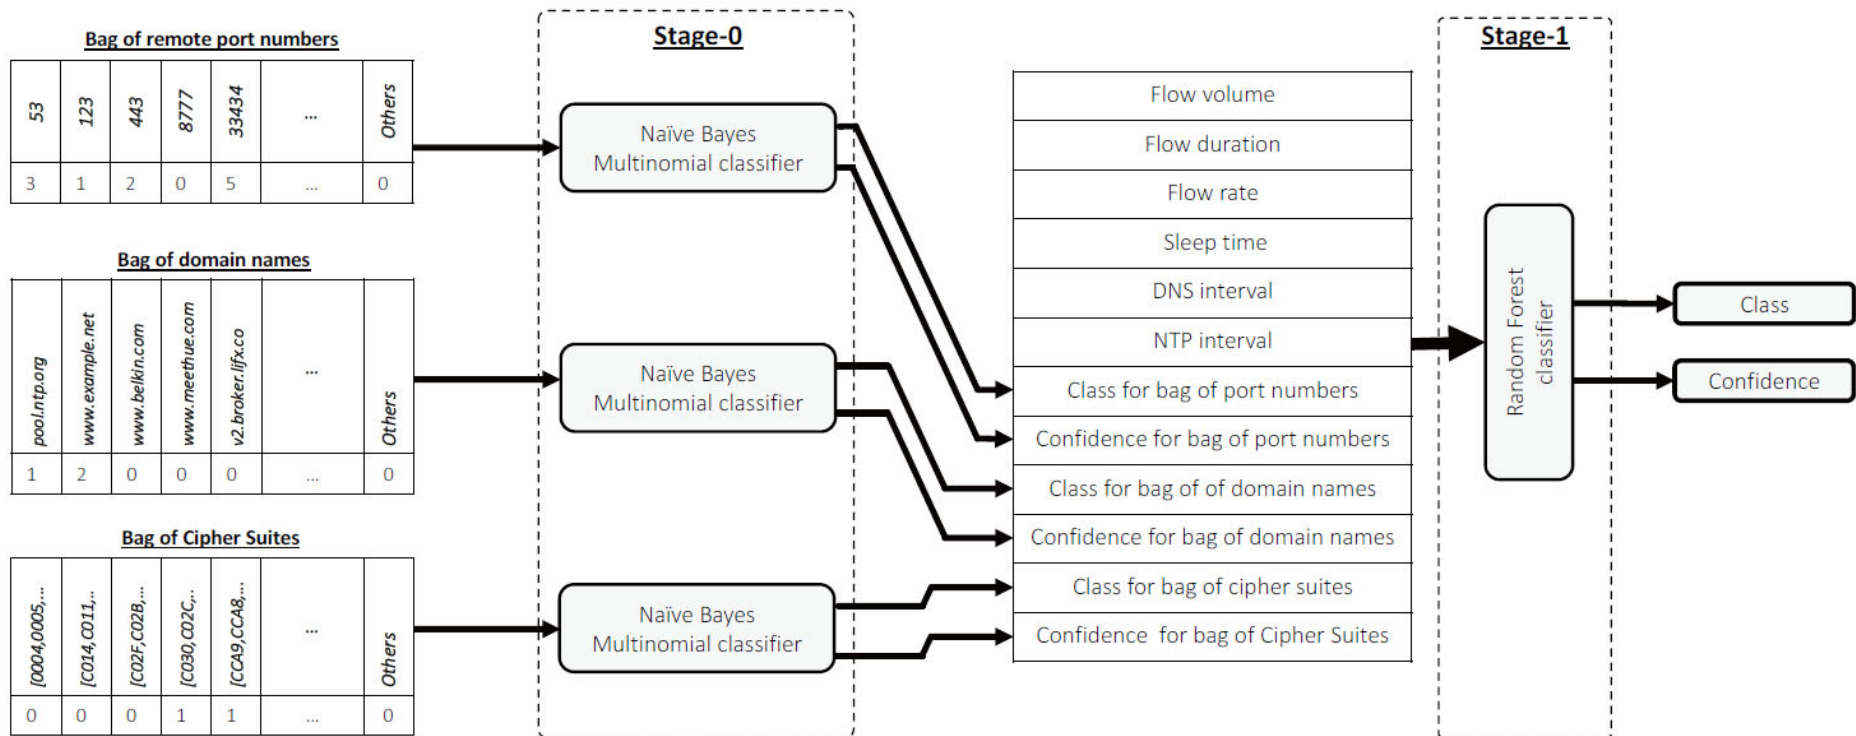 Bag of remote port numbers
53 123 443 8777 33434 ... Others
3 1 2 0 5 ... 0
Bag of domain names
pool.ntp.org www.example.net www.belkin.com www.meethue.com v2.broker.lifx.co ... Others
1 2 0 0 0 ... 0
Bag of Cipher Suites
[0004,0005,... [C014,C011,.. [C02F,C02B,... [C030,C02C,.. [CCA9,CCA8,... ... Others
0 0 0 1 1 ... 0
Stage-0
Naïve Bayes
Multinomial classifier
Naïve Bayes
Multinomial classifier
Naïve Bayes
Multinomial classifier
Flow volume
Flow duration
Flow rate
Sleep time
DNS interval
NTP interval
Class for bag of port numbers
Confidence for bag of port numbers
Class for bag of of domain names
Confidence for bag of domain names
Class for bag of cipher suites
Confidence for bag of Cipher Suites
Stage-1
Random Forest
classifier
Class
Confidence